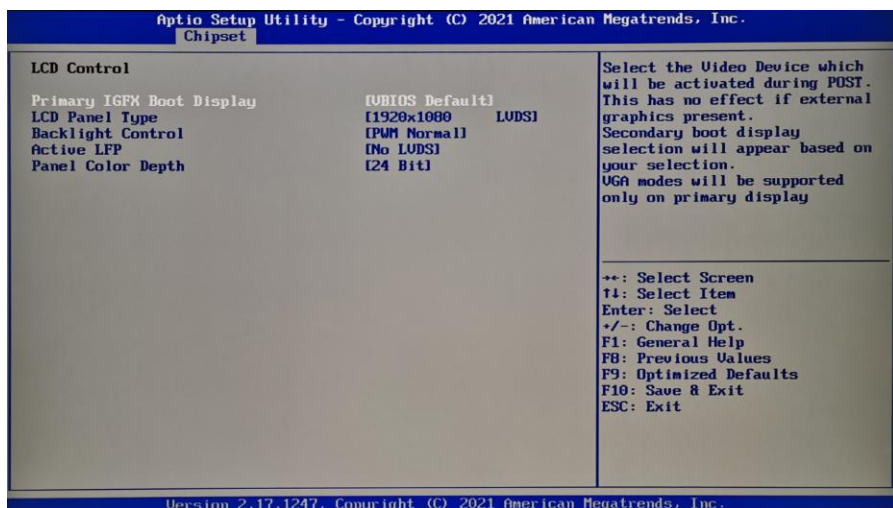 Aptio Setup Utility - Copyright (C) 2021 American Megatrends, Inc.
Chipset
LCD Control
Primary IGFX Boot Display [VBIOS Default]
LCD Panel Type [1920x1080 LVDS]
Backlight Control [PWM Normal]
Active LFP [No LVDS]
Panel Color Depth [24 Bit]
Select the Video Device which
will be activated during POST.
This has no effect if external
graphics present.
Secondary boot display
selection will appear based on
your selection.
VGA modes will be supported
only on primary display
→←: Select Screen
↑↓: Select Item
Enter: Select
+/-: Change Opt.
F1: General Help
F8: Previous Values
F9: Optimized Defaults
F10: Save & Exit
ESC: Exit
Version 2.17.1247. Copyright (C) 2021 American Megatrends, Inc.